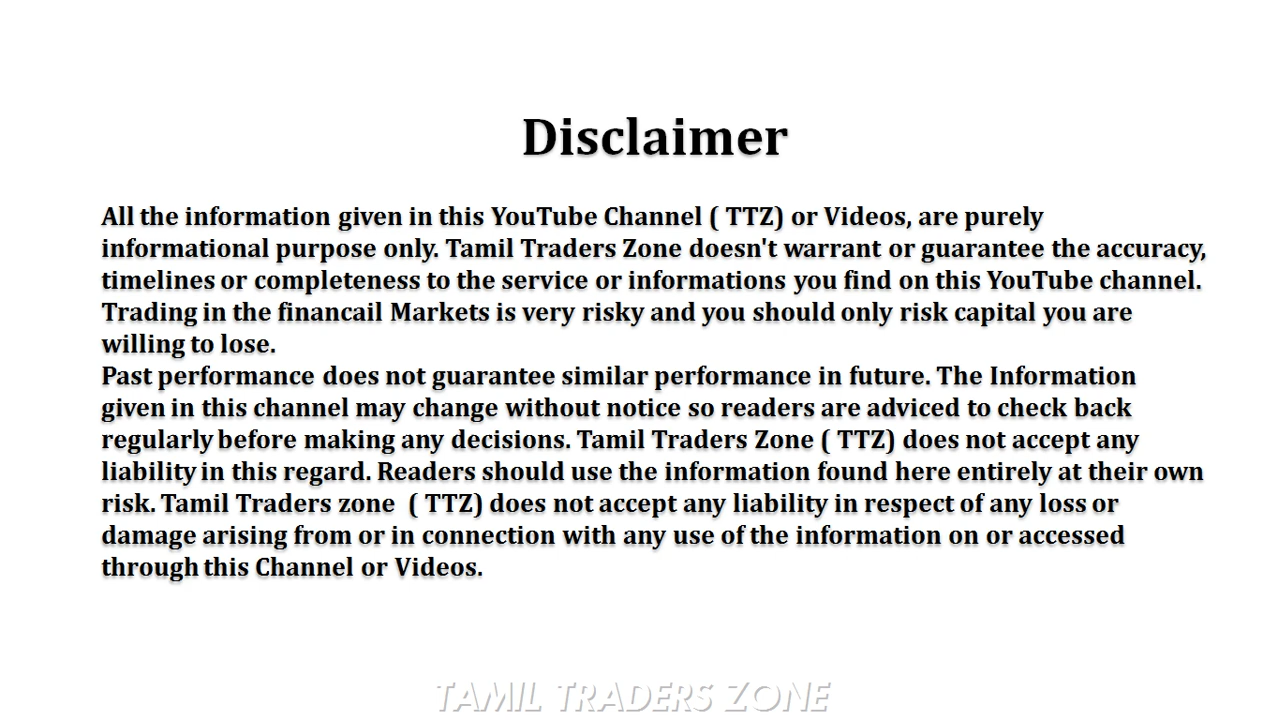 Disclaimer
All the information given in this YouTube Channel ( TTZ) or Videos, are purely
informational purpose only. Tamil Traders Zone doesn't warrant or guarantee the accuracy,
timelines or completeness to the service or informations you find on this YouTube channel.
Trading in the financail Markets is very risky and you should only risk capital you are
willing to lose.
Past performance does not guarantee similar performance in future. The Information
given in this channel may change without notice so readers are adviced to check back
regularly before making any decisions. Tamil Traders Zone ( TTZ) does not accept any
liability in this regard. Readers should use the information found here entirely at their own
risk. Tamil Traders zone  ( TTZ) does not accept any liability in respect of any loss or
damage arising from or in connection with any use of the information on or accessed
through this Channel or Videos.
TAMIL TRADERS ZONE